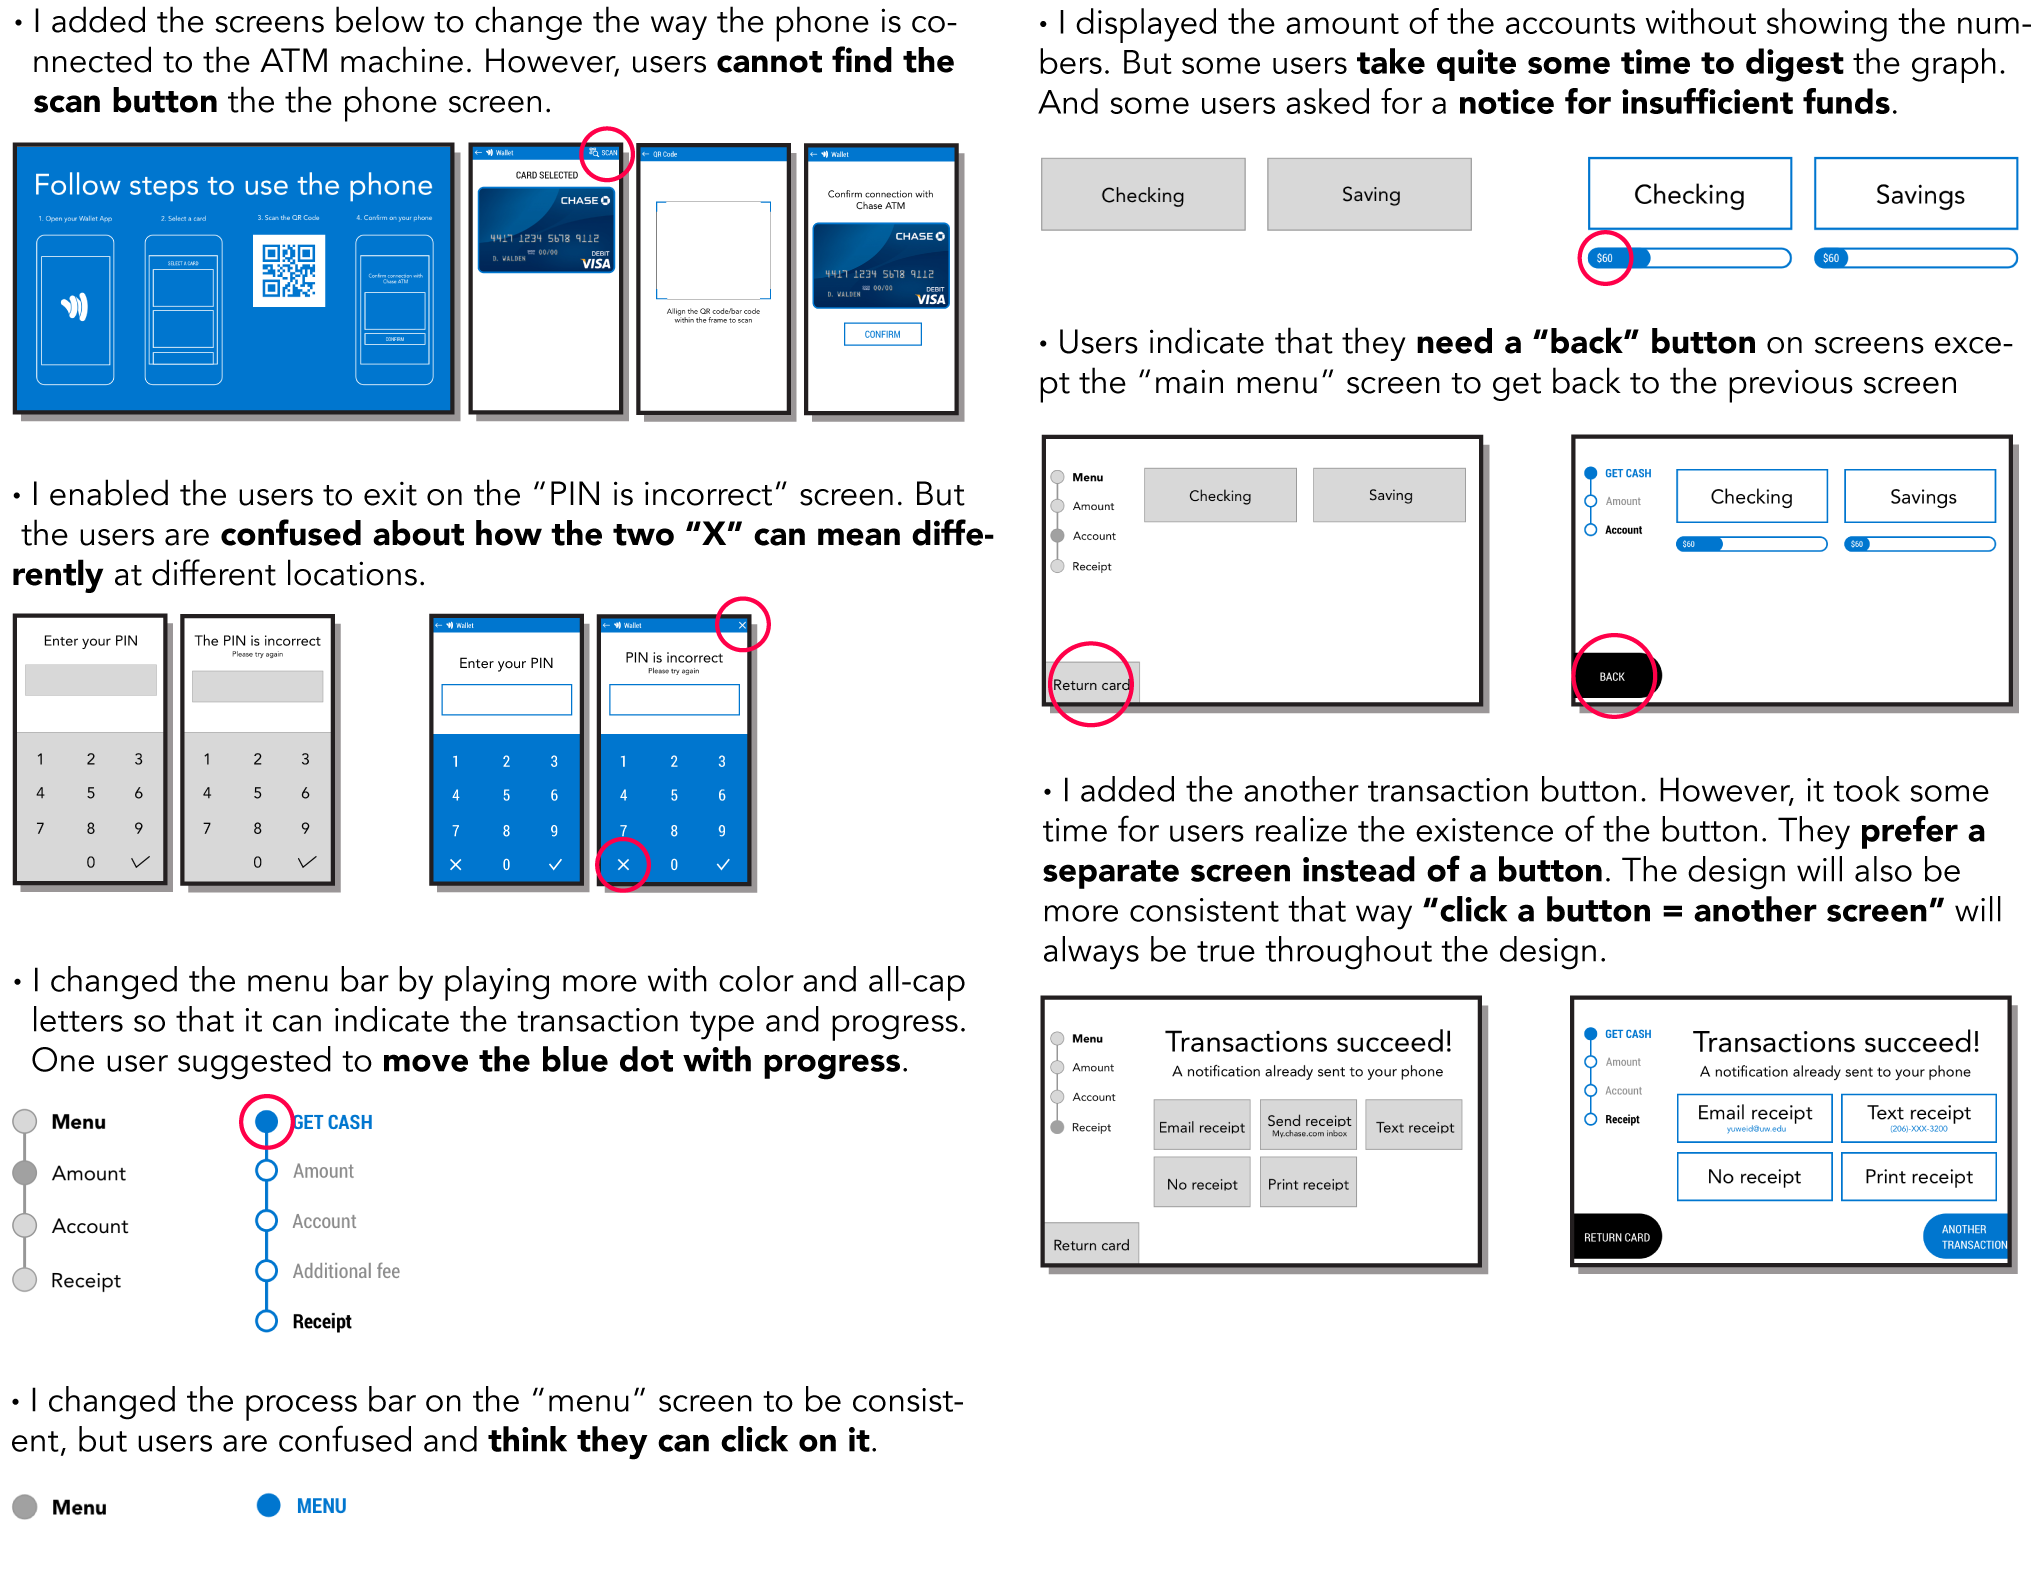 • I added the screens below to change the way the phone is co-
nnected to the ATM machine. However, users cannot find the
scan button the the phone screen.
Follow steps to use the phone
1. Open your Wallet App
2. Select a card
3. Scan the QR Code
4. Confirm on your phone
SELECT A CARD
Confirm connection with
Chase ATM
CONFIRM
← Wallet SCAN
CARD SELECTED
CHASE
4417 1234 5678 9112
00/00
D. WALDEN
DEBIT
VISA
← QR Code
Allign the QR code/bar code
within the frame to scan
← Wallet
Confirm connection with
Chase ATM
CHASE
4417 1234 5678 9112
00/00
D. WALDEN
DEBIT
VISA
CONFIRM
• I enabled the users to exit on the “PIN is incorrect” screen. But
the users are confused about how the two “X” can mean diffe-
rently at different locations.
Enter your PIN
1 2 3
4 5 6
7 8 9
0
The PIN is incorrect
Please try again
1 2 3
4 5 6
7 8 9
0
← Wallet
Enter your PIN
1 2 3
4 5 6
7 8 9
0
← Wallet
PIN is incorrect
Please try again
1 2 3
4 5 6
7 8 9
0
• I changed the menu bar by playing more with color and all-cap
letters so that it can indicate the transaction type and progress.
One user suggested to move the blue dot with progress.
Menu
Amount
Account
Receipt
GET CASH
Amount
Account
Additional fee
Receipt
• I changed the process bar on the “menu” screen to be consist-
ent, but users are confused and think they can click on it.
Menu
MENU
• I displayed the amount of the accounts without showing the num-
bers. But some users take quite some time to digest the graph.
And some users asked for a notice for insufficient funds.
Checking
Saving
Checking
Savings
$60
$60
• Users indicate that they need a “back” button on screens exce-
pt the “main menu” screen to get back to the previous screen
Menu
Amount
Account
Receipt
Checking
Saving
Return card
GET CASH
Amount
Account
Checking
Savings
$60
$60
BACK
• I added the another transaction button. However, it took some
time for users realize the existence of the button. They prefer a
separate screen instead of a button. The design will also be
more consistent that way “click a button = another screen” will
always be true throughout the design.
Menu
Amount
Account
Receipt
Transactions succeed!
A notification already sent to your phone
Email receipt
Send receipt
My.chase.com inbox
Text receipt
No receipt
Print receipt
Return card
GET CASH
Amount
Account
Receipt
Transactions succeed!
A notification already sent to your phone
Email receipt
yuweid@uw.edu
Text receipt
(206)-XXX-3200
No receipt
Print receipt
RETURN CARD
ANOTHER
TRANSACTION